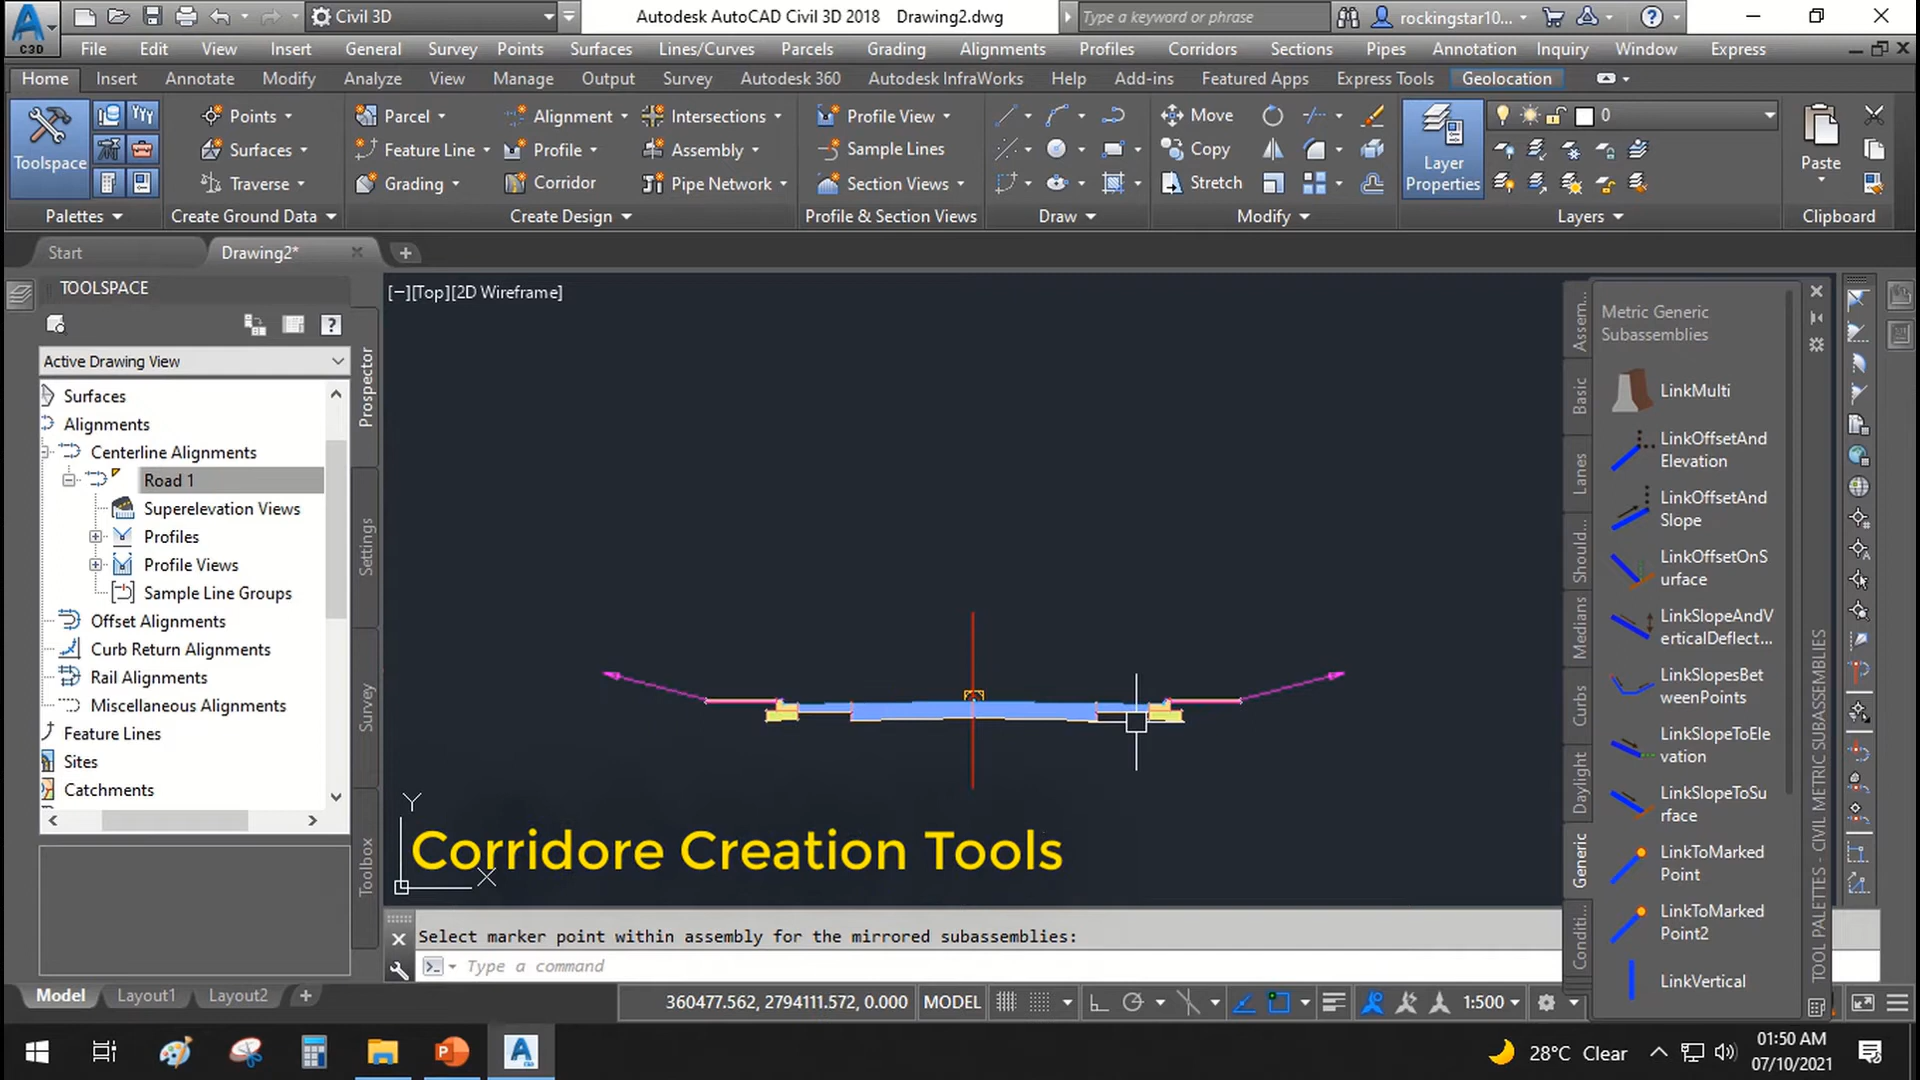 C3D
Civil 3D
Autodesk AutoCAD Civil 3D 2018 Drawing2.dwg
Type a keyword or phrase
rockingstar10...
File Edit View Insert General Survey Points Surfaces Lines/Curves Parcels Grading Alignments Profiles Corridors Sections Pipes Annotation Inquiry Window Express
Home Insert Annotate Modify Analyze View Manage Output Survey Autodesk 360 Autodesk InfraWorks Help Add-ins Featured Apps Express Tools Geolocation
Toolspace
Palettes
Points
Surfaces
Traverse
Create Ground Data
Parcel
Feature Line
Grading
Alignment
Profile
Corridor
Intersections
Assembly
Pipe Network
Create Design
Profile View
Sample Lines
Section Views
Profile & Section Views
Draw
Move
Copy
Stretch
Modify
Layer
Properties
0
Layers
Paste
Clipboard
Start
Drawing2*
TOOLSPACE
Active Drawing View
Surfaces
Alignments
Centerline Alignments
Road 1
Superelevation Views
Profiles
Profile Views
Sample Line Groups
Offset Alignments
Curb Return Alignments
Rail Alignments
Miscellaneous Alignments
Feature Lines
Sites
Catchments
Prospector
Settings
Survey
Toolbox
[−][Top][2D Wireframe]
Y
X
Corridore Creation Tools
Assem...
Basic
Lanes
Should...
Medians
Curbs
Daylight
Generic
Conditi...
Metric Generic
Subassemblies
LinkMulti
LinkOffsetAnd
Elevation
LinkOffsetAnd
Slope
LinkOffsetOnS
urface
LinkSlopeAndV
erticalDeflect...
LinkSlopesBet
weenPoints
LinkSlopeToEle
vation
LinkSlopeToSu
rface
LinkToMarked
Point
LinkToMarked
Point2
LinkVertical
TOOL PALETTES - CIVIL METRIC SUBASSEMBLIES
Select marker point within assembly for the mirrored subassemblies:
Type a command
Model Layout1 Layout2
360477.562, 2794111.572, 0.000 MODEL
1:500
28°C Clear
01:50 AM
07/10/2021